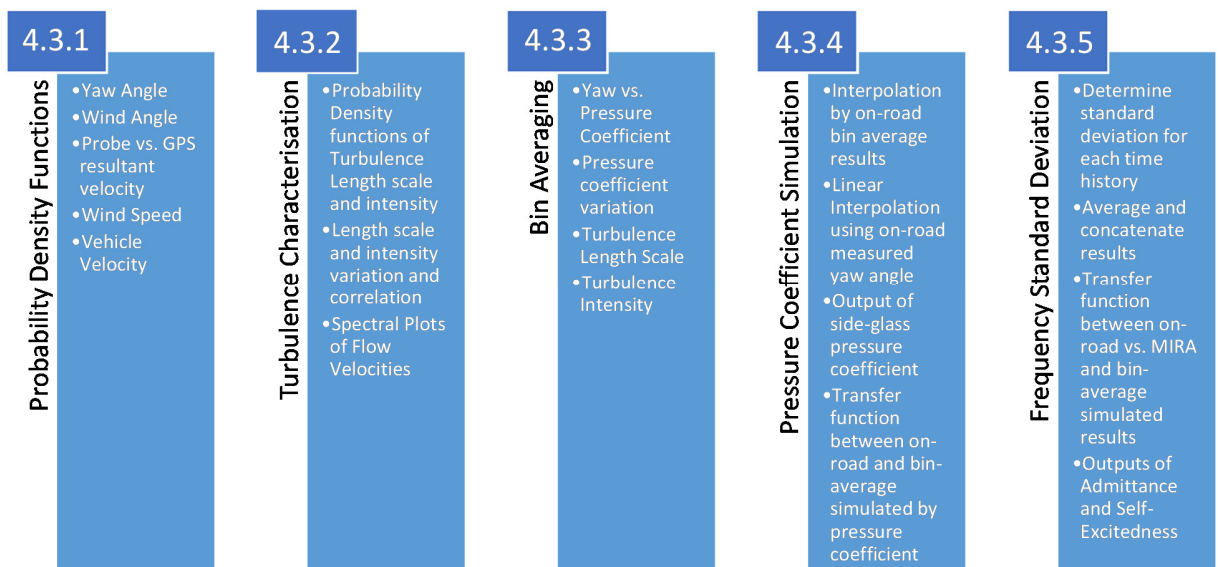 4.3.1
Probability Density Functions
•Yaw Angle
•Wind Angle
•Probe vs. GPS
resultant
velocity
•Wind Speed
•Vehicle
Velocity
4.3.2
Turbulence Characterisation
•Probability
Density
functions of
Turbulence
Length scale
and intensity
•Length scale
and intensity
variation and
correlation
•Spectral Plots
of Flow
Velocities
4.3.3
Bin Averaging
•Yaw vs.
Pressure
Coefficient
•Pressure
coefficient
variation
•Turbulence
Length Scale
•Turbulence
Intensity
4.3.4
Pressure Coefficient Simulation
•Interpolation
by on-road
bin average
results
•Linear
Interpolation
using on-road
measured
yaw angle
•Output of
side-glass
pressure
coefficient
•Transfer
function
between on-
road and bin-
average
simulated by
pressure
coefficient
4.3.5
Frequency Standard Deviation
•Determine
standard
deviation for
each time
history
•Average and
concatenate
results
•Transfer
function
between on-
road vs. MIRA
and bin-
average
simulated
results
•Outputs of
Admittance
and Self-
Excitedness